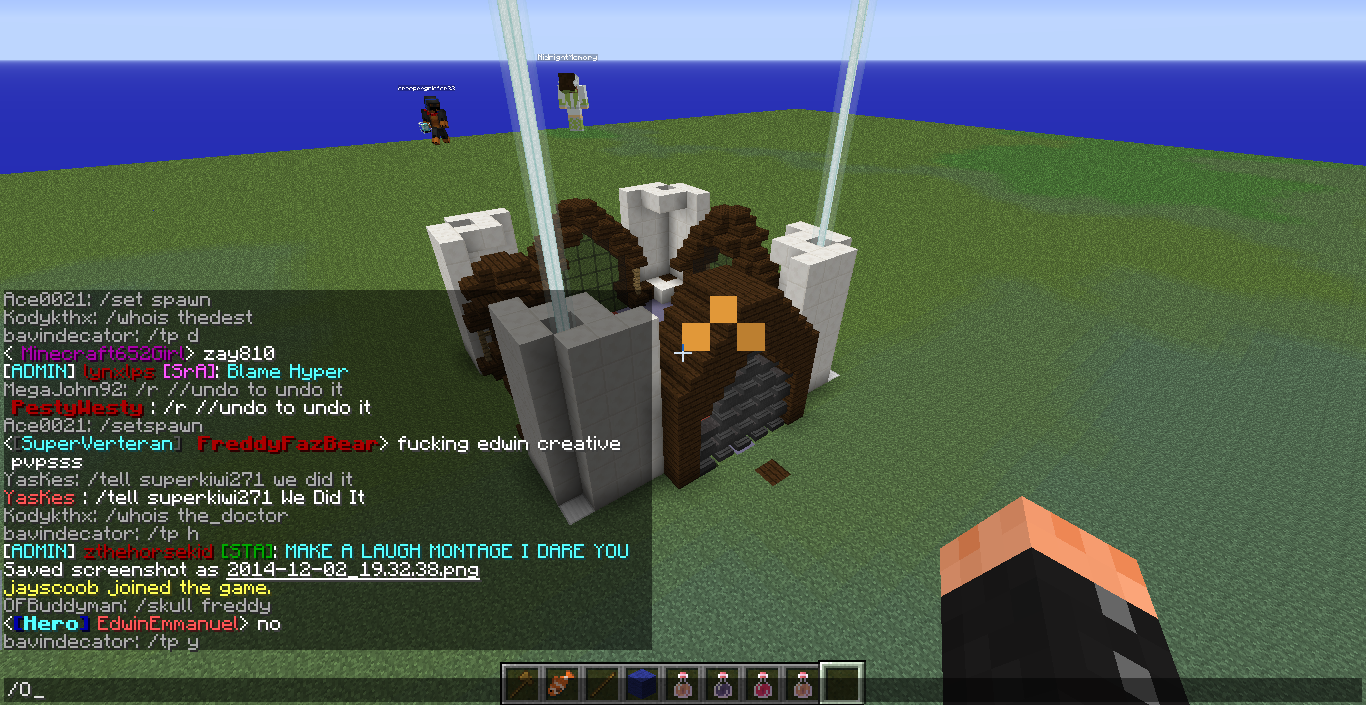 MidnightMemory
creepergriefer33
Ace0021: /set spawn
Kodykthx: /whois thedest
bavindecator: /tp d
< Minecraft652Girl> zay810
[ADMIN] lynxlps [SrA]: Blame Hyper
MegaJohn92: /r //undo to undo it
PestyWesty : /r //undo to undo it
Ace0021: /setspawn
<[SuperVerteran] FreddyFazBear> fucking edwin creative
pvpsss
YasKes: /tell superkiwi271 we did it
YasKes : /tell superkiwi271 We Did It
Kodykthx: /whois the_doctor
bavindecator: /tp h
[ADMIN] zthehorsekid [STA]: MAKE A LAUGH MONTAGE I DARE YOU
Saved screenshot as 2014-12-02_19.32.38.png
jayscoob joined the game.
OFBuddyman: /skull freddy
<[Hero] EdwinEmmanuel> no
bavindecator: /tp y
/O_